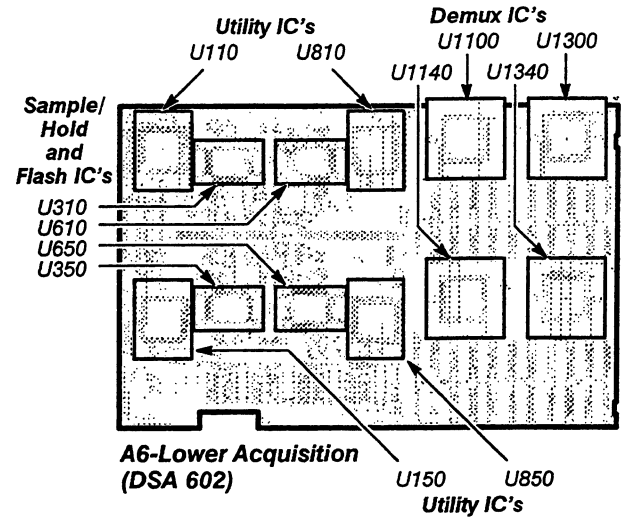 Utility IC's
U110
U810
Demux IC's
U1100
U1300
U1140
U1340
Sample/
Hold
and
Flash IC's
U310
U610
U650
U350
A6-Lower Acquisition
(DSA 602)
U150
U850
Utility IC's